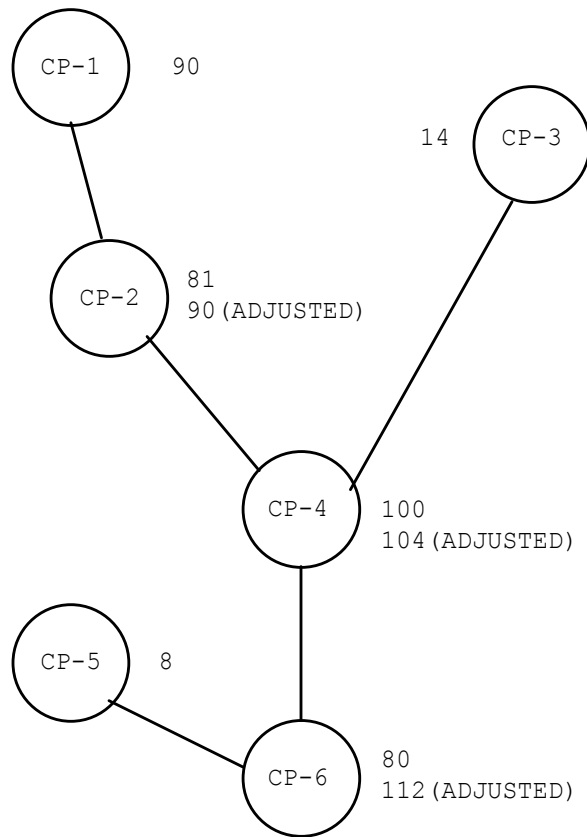 CP-1 90
14 CP-3
CP-2
81
90(ADJUSTED)
CP-4
100
104(ADJUSTED)
CP-5 8
CP-6
80
112(ADJUSTED)